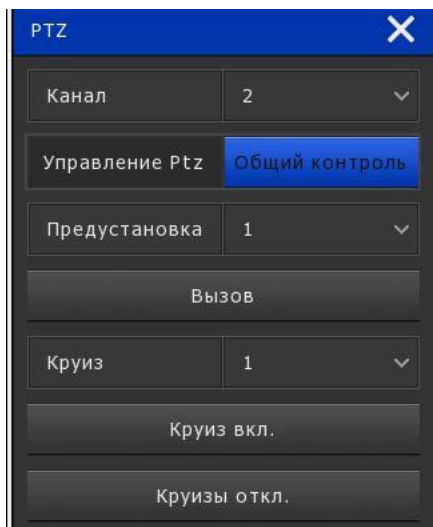 PTZ
Канал 2
Управление Ptz Общий контроль
Предустановка 1
Вызов
Круиз 1
Круиз вкл.
Круизы откл.